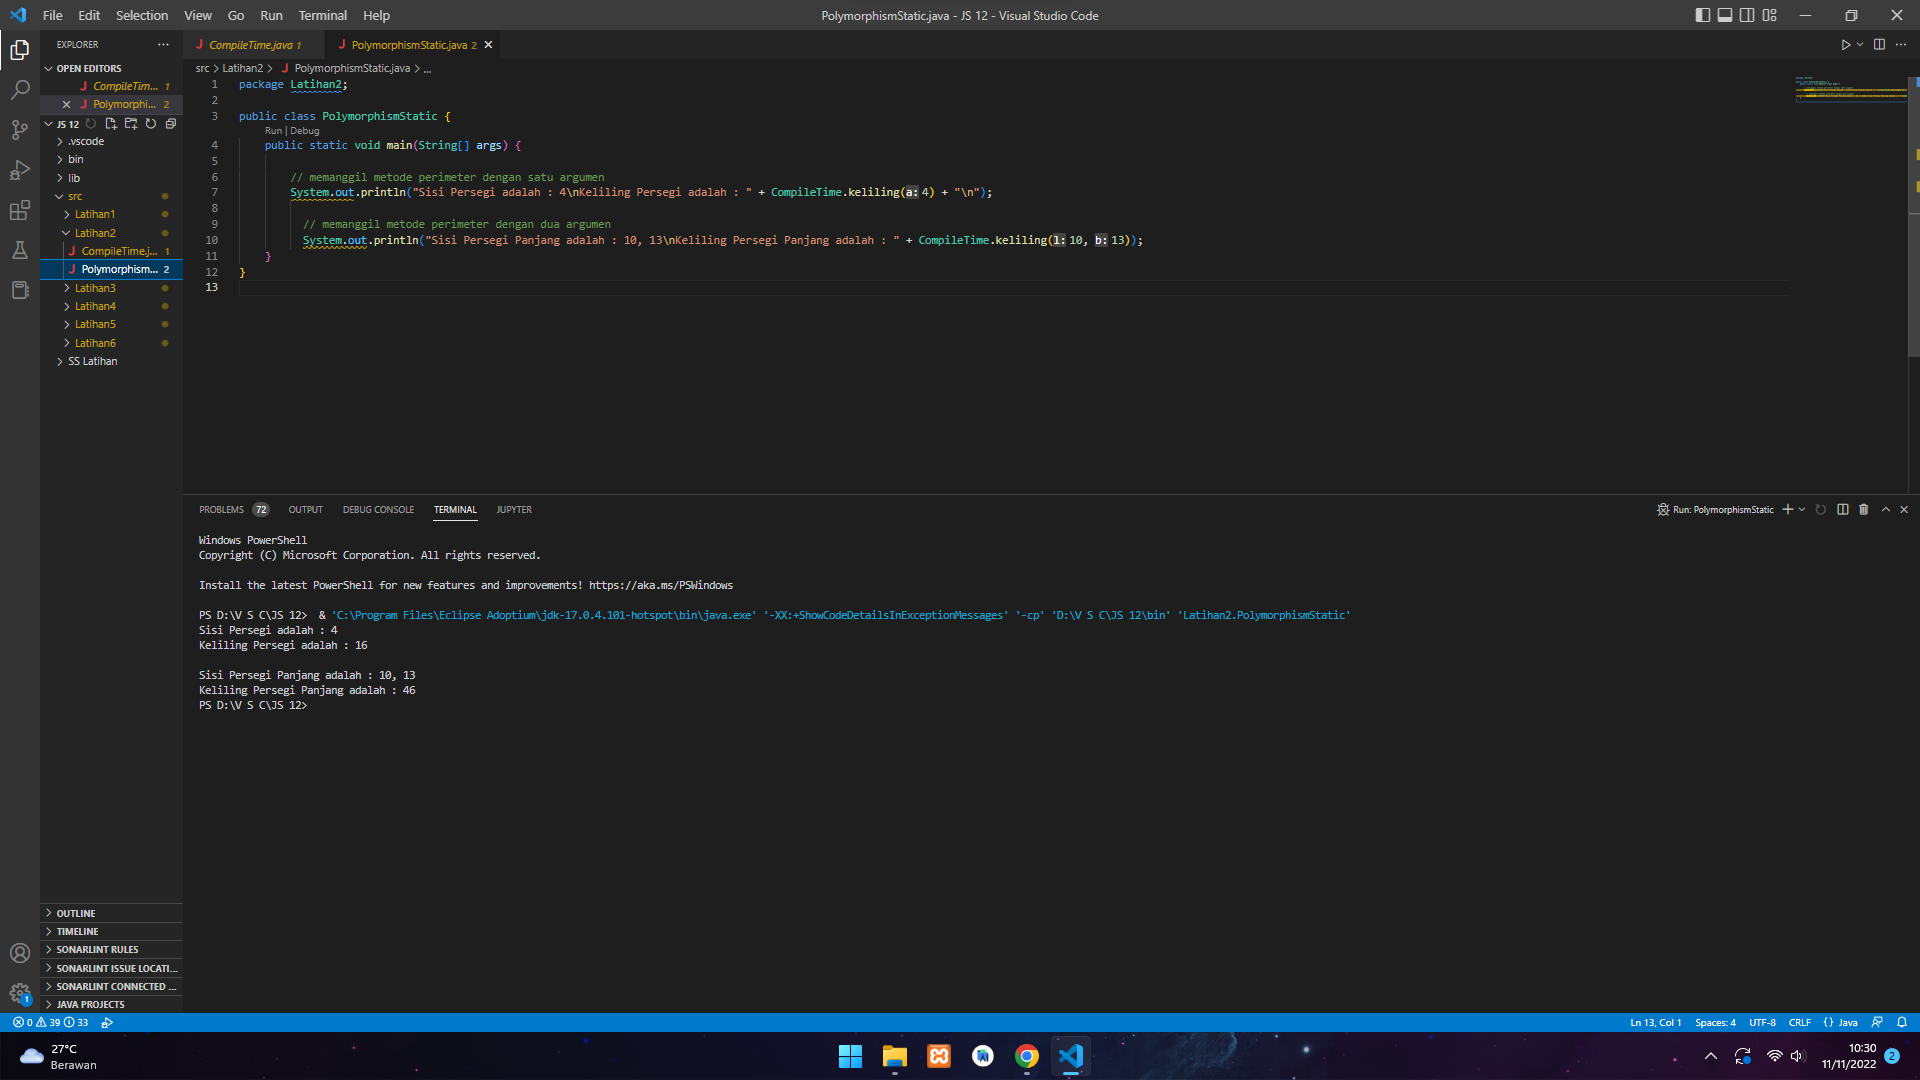 File Edit Selection View Go Run Terminal Help
PolymorphismStatic.java - JS 12 - Visual Studio Code
EXPLORER
OPEN EDITORS
CompileTim... 1
Polymorphi... 2
JS 12
.vscode
bin
lib
src
Latihan1
Latihan2
CompileTime.j... 1
Polymorphism... 2
Latihan3
Latihan4
Latihan5
Latihan6
SS Latihan
OUTLINE
TIMELINE
SONARLINT RULES
SONARLINT ISSUE LOCATI...
SONARLINT CONNECTED ...
JAVA PROJECTS
CompileTime.java 1
PolymorphismStatic.java 2
src > Latihan2 > PolymorphismStatic.java > ...
1 package Latihan2;
2
3 public class PolymorphismStatic {
Run | Debug
4 public static void main(String[] args) {
5
6 // memanggil metode perimeter dengan satu argumen
7 System.out.println("Sisi Persegi adalah : 4\nKeliling Persegi adalah : " + CompileTime.keliling(a: 4) + "\n");
8
9 // memanggil metode perimeter dengan dua argumen
10 System.out.println("Sisi Persegi Panjang adalah : 10, 13\nKeliling Persegi Panjang adalah : " + CompileTime.keliling(l: 10, b: 13));
11 }
12 }
13
PROBLEMS 72 OUTPUT DEBUG CONSOLE TERMINAL JUPYTER
Run: PolymorphismStatic
Windows PowerShell
Copyright (C) Microsoft Corporation. All rights reserved.
Install the latest PowerShell for new features and improvements! https://aka.ms/PSWindows
PS D:\V S C\JS 12> & 'C:\Program Files\Eclipse Adoptium\jdk-17.0.4.101-hotspot\bin\java.exe' '-XX:+ShowCodeDetailsInExceptionMessages' '-cp' 'D:\V S C\JS 12\bin' 'Latihan2.PolymorphismStatic'
Sisi Persegi adalah : 4
Keliling Persegi adalah : 16
Sisi Persegi Panjang adalah : 10, 13
Keliling Persegi Panjang adalah : 46
PS D:\V S C\JS 12>
1
0 39 33
Ln 13, Col 1 Spaces: 4 UTF-8 CRLF {} Java
27°C
Berawan
10:30
11/11/2022
2